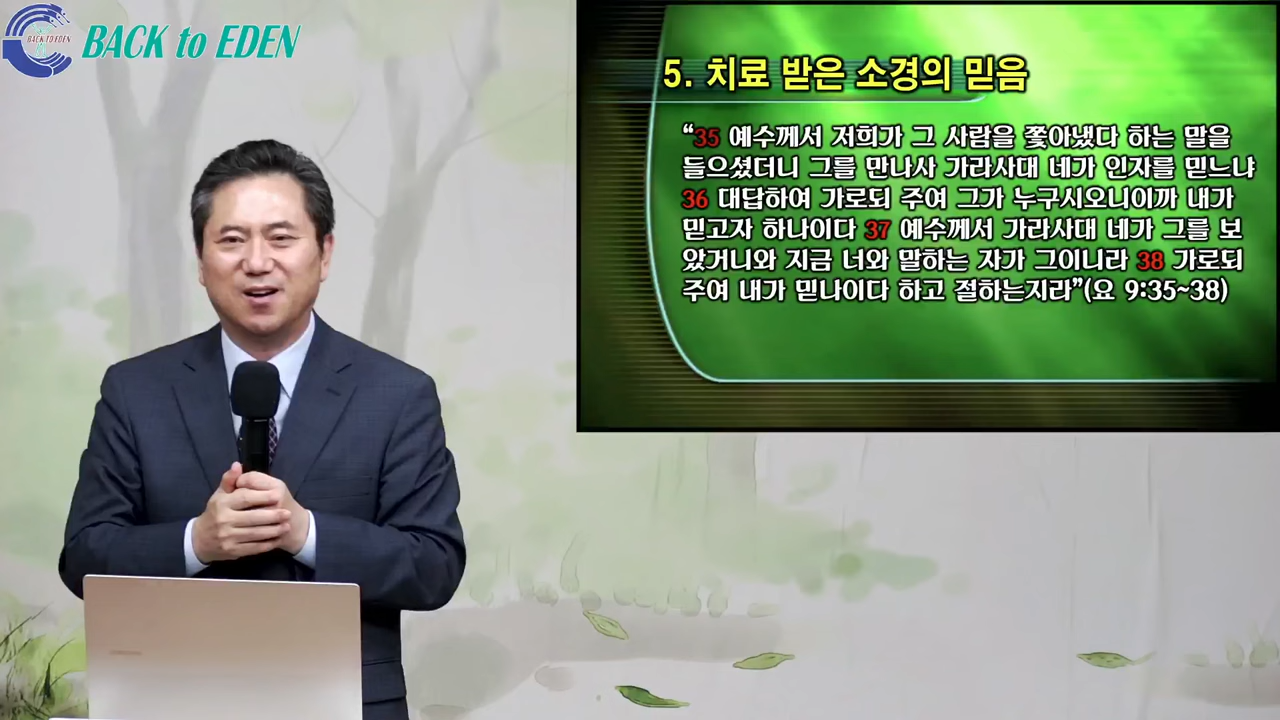 BACK TO EDEN
BACK to EDEN
5. 치료 받은 소경의 믿음
“35 예수께서 저희가 그 사람을 쫓아냈다 하는 말을
들으셨더니 그를 만나사 가라사대 네가 인자를 믿느냐
36 대답하여 가로되 주여 그가 누구시오니이까 내가
믿고자 하나이다 37 예수께서 가라사대 네가 그를 보
았거니와 지금 너와 말하는 자가 그이니라 38 가로되
주여 내가 믿나이다 하고 절하는지라”(요 9:35~38)